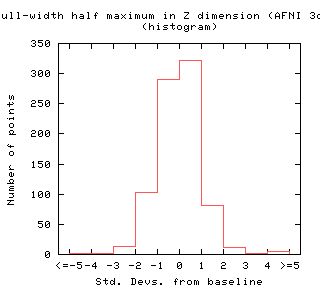 ull-width half maximum in Z dimension (AFNI 3d
(histogram)
350
300
250
200
150
100
50
0
Number of points
<=-5 -4 -3 -2 -1 0 1 2 3 4 >=5
Std. Devs. from baseline